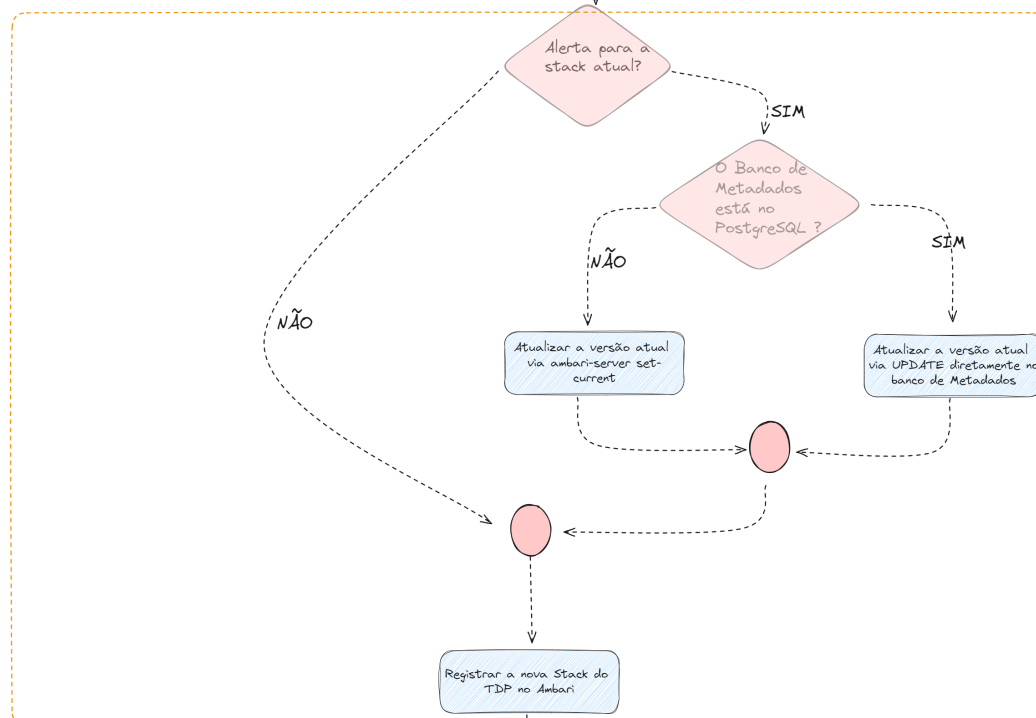 Alerta para a
stack atual?
SIM
O Banco de
Metadados
está no
PostgreSQL ?
NÃO
SIM
NÃO
Atualizar a versão atual
via ambari-server set-
current
Atualizar a versão atual
via UPDATE diretamente no
banco de Metadados
Registrar a nova Stack do
TDP no Ambari